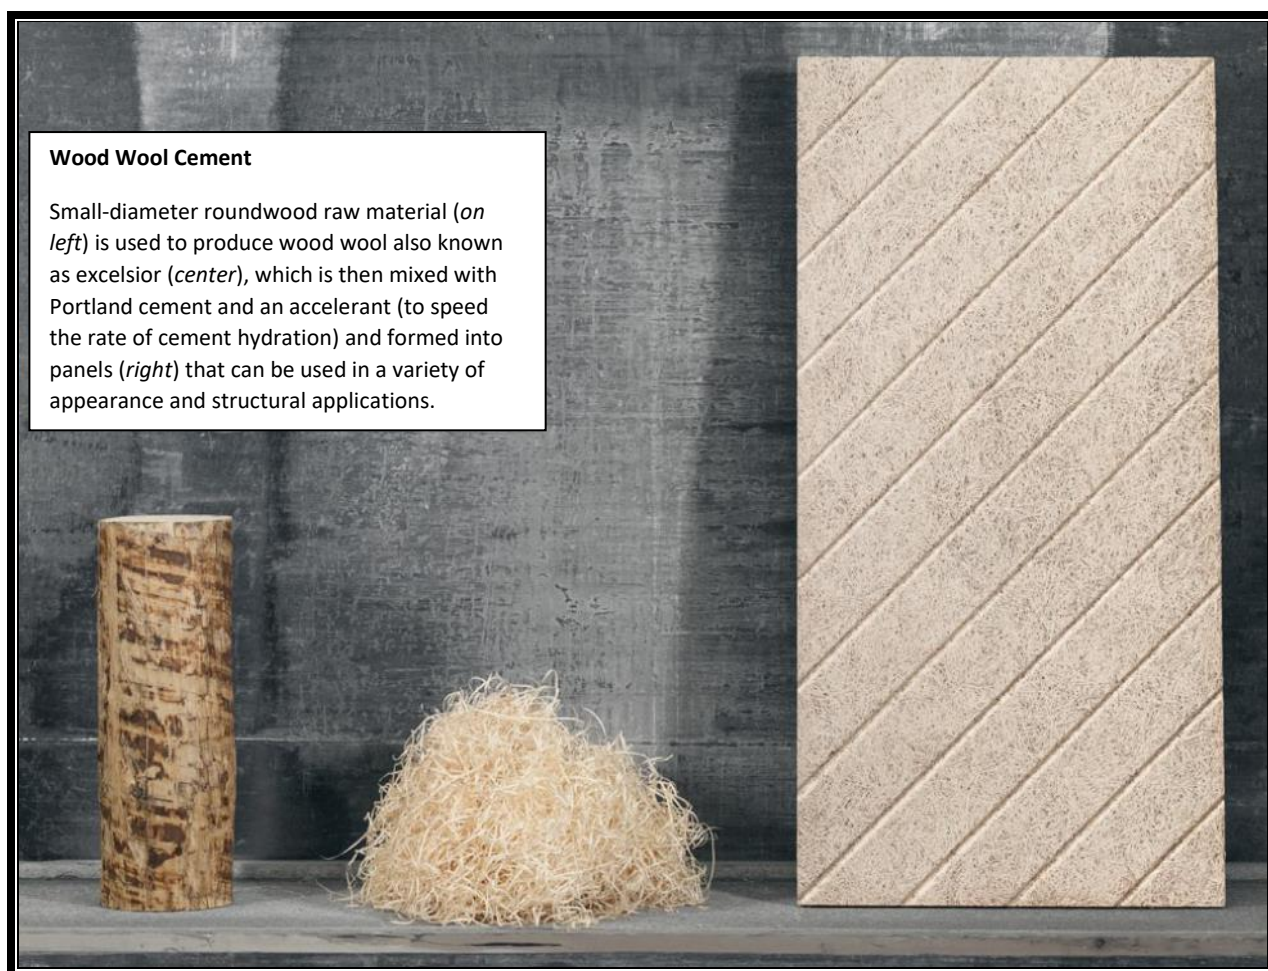 Wood Wool Cement
Small-diameter roundwood raw material (on
left) is used to produce wood wool also known
as excelsior (center), which is then mixed with
Portland cement and an accelerant (to speed
the rate of cement hydration) and formed into
panels (right) that can be used in a variety of
appearance and structural applications.